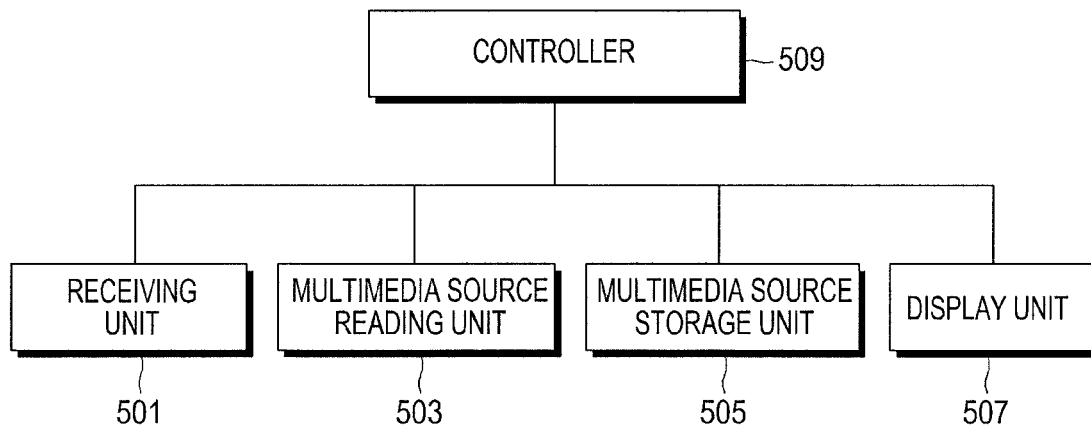 CONTROLLER
509
RECEIVING
UNIT
MULTIMEDIA SOURCE
READING UNIT
MULTIMEDIA SOURCE
STORAGE UNIT
DISPLAY UNIT
501
503
505
507